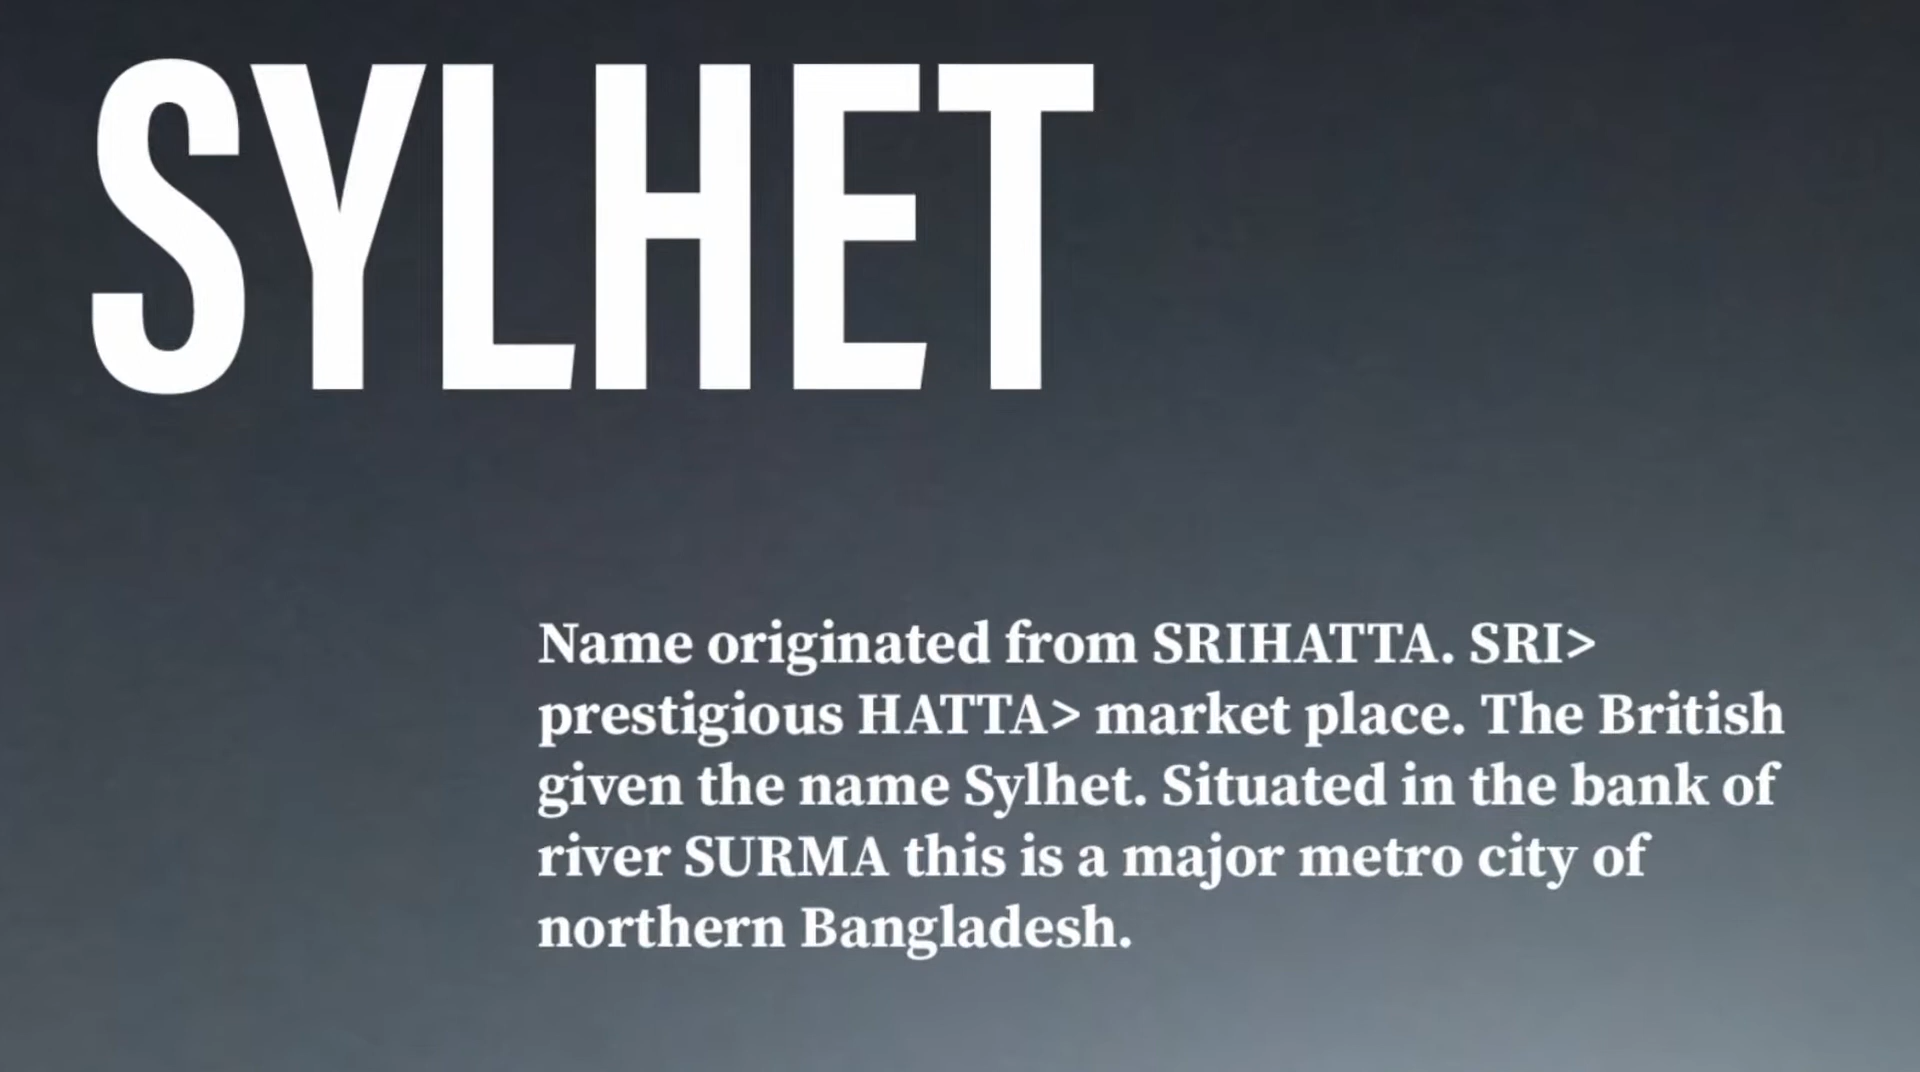 SYLHET
Name originated from SRIHATTA. SRI>
prestigious HATTA> market place. The British
given the name Sylhet. Situated in the bank of
river SURMA this is a major metro city of
northern Bangladesh.